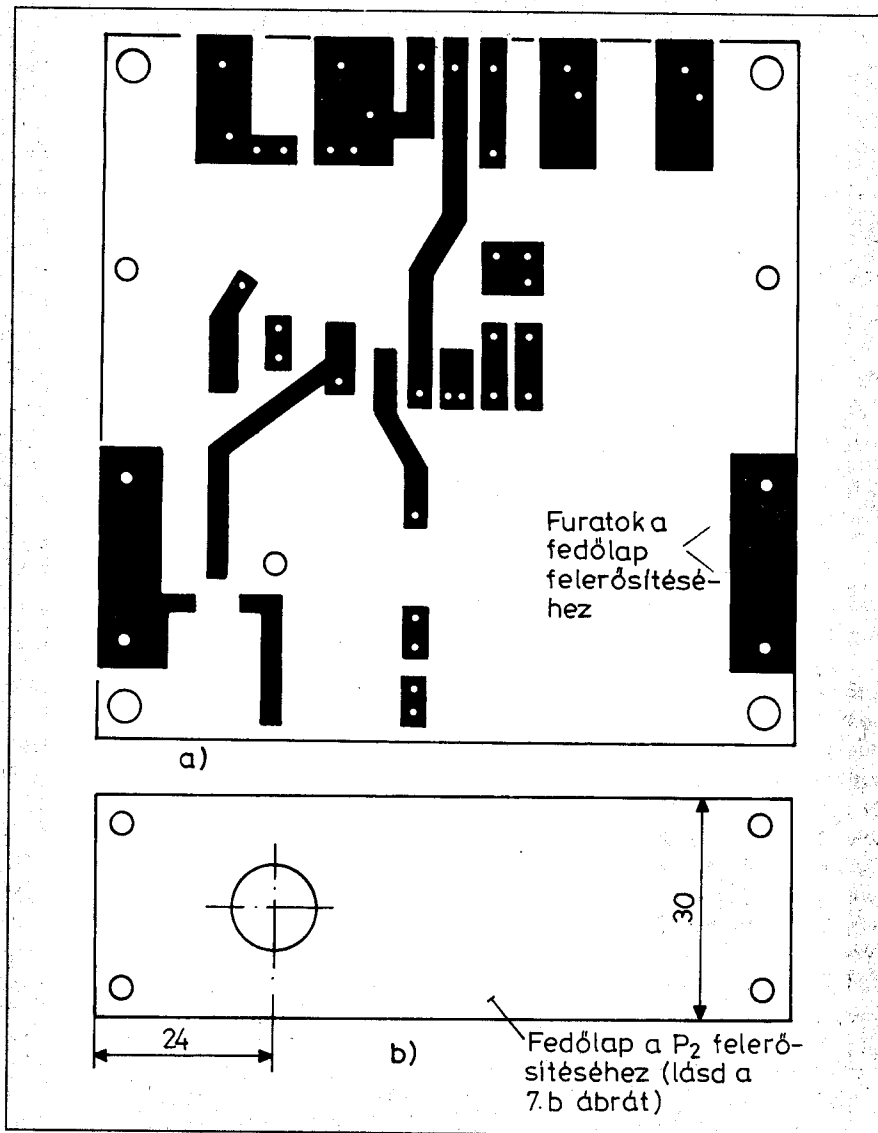 Furatok a
fedőlap
felerősítésé-
hez
a)
30
24
b)
Fedőlap a P₂ felerő-
sítéséhez (lásd a
7.b ábrát)